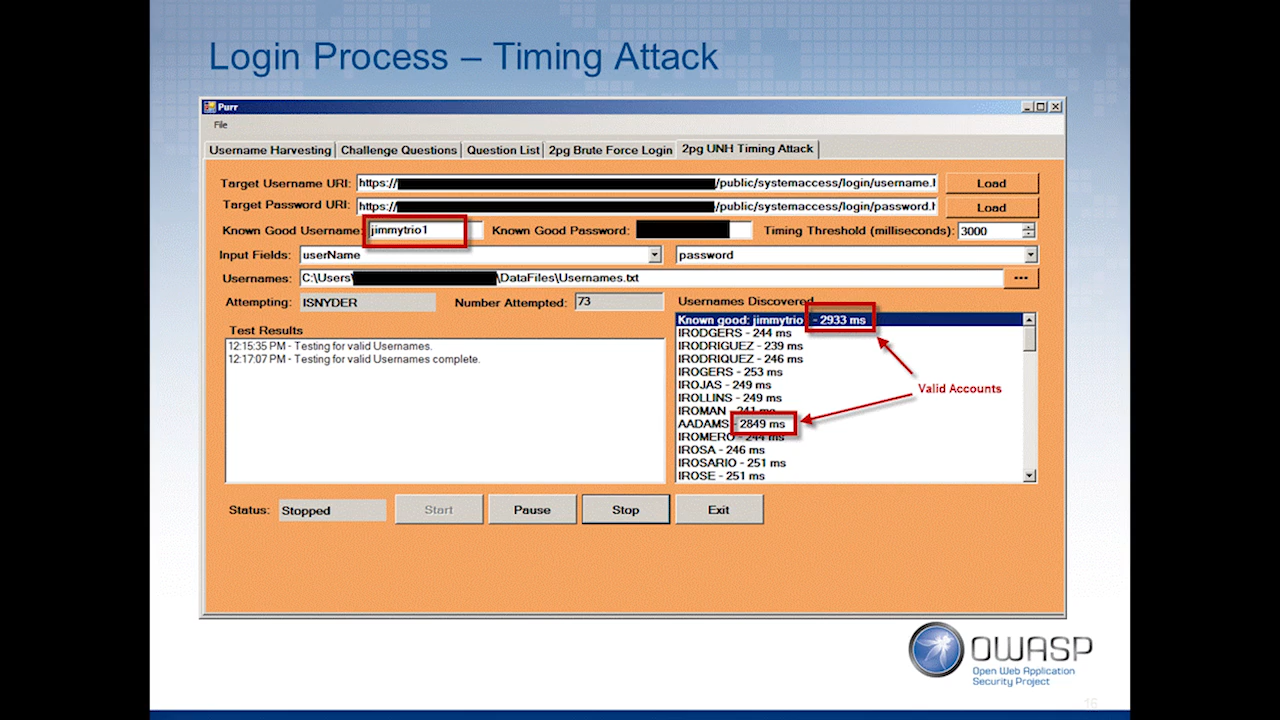 Login Process – Timing Attack
Purr
File
Username Harvesting Challenge Questions Question List 2pg Brute Force Login 2pg UNH Timing Attack
Target Username URI: https:// /public/systemaccess/login/username.h Load
Target Password URI: https:// /public/systemaccess/login/password.h Load
Known Good Username: jimmytrio1 Known Good Password: Timing Threshold (milliseconds): 3000
Input Fields: userName password
Usernames: C:\Users\ \DataFiles\Usernames.txt ...
Attempting: ISNYDER Number Attempted: 73 Usernames Discovered
Test Results
12:15:35 PM - Testing for valid Usernames.
12:17:07 PM - Testing for valid Usernames complete.
Known good: jimmytrio - 2933 ms
IRODGERS - 244 ms
IRODRIGUEZ - 239 ms
IRODRIQUEZ - 246 ms
IROGERS - 253 ms
IROJAS - 249 ms
IROLLINS - 249 ms
IROMAN - 241 ms
AADAMS - 2849 ms
IROMERO - 244 ms
IROSA - 246 ms
IROSARIO - 251 ms
IROSE - 251 ms
Valid Accounts
Status: Stopped Start Pause Stop Exit
OWASP
Open Web Application
Security Project
16